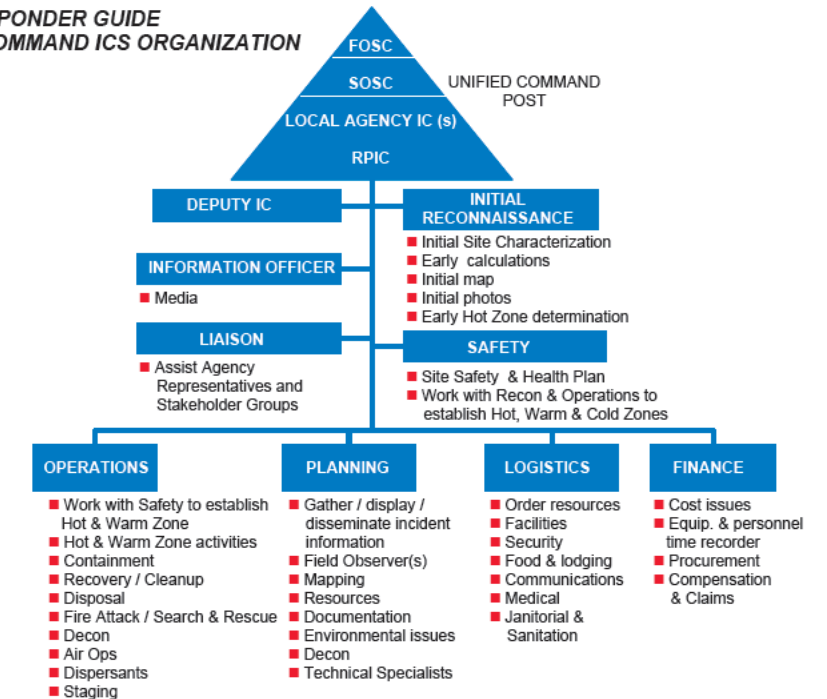 PONDER GUIDE
OMMAND ICS ORGANIZATION
FOSC
SOSC
LOCAL AGENCY IC (s)
RPIC
UNIFIED COMMAND
POST
DEPUTY IC
INITIAL
RECONNAISSANCE
Initial Site Characterization
Early calculations
Initial map
Initial photos
Early Hot Zone determination
INFORMATION OFFICER
Media
LIAISON
Assist Agency
Representatives and
Stakeholder Groups
SAFETY
Site Safety & Health Plan
Work with Recon & Operations to
establish Hot, Warm & Cold Zones
OPERATIONS
Work with Safety to establish
Hot & Warm Zone
Hot & Warm Zone activities
Containment
Recovery / Cleanup
Disposal
Fire Attack / Search & Rescue
Decon
Air Ops
Dispersants
Staging
PLANNING
Gather / display /
disseminate incident
information
Field Observer(s)
Mapping
Resources
Documentation
Environmental issues
Decon
Technical Specialists
LOGISTICS
Order resources
Facilities
Security
Food & lodging
Communications
Medical
Janitorial &
Sanitation
FINANCE
Cost issues
Equip. & personnel
time recorder
Procurement
Compensation
& Claims